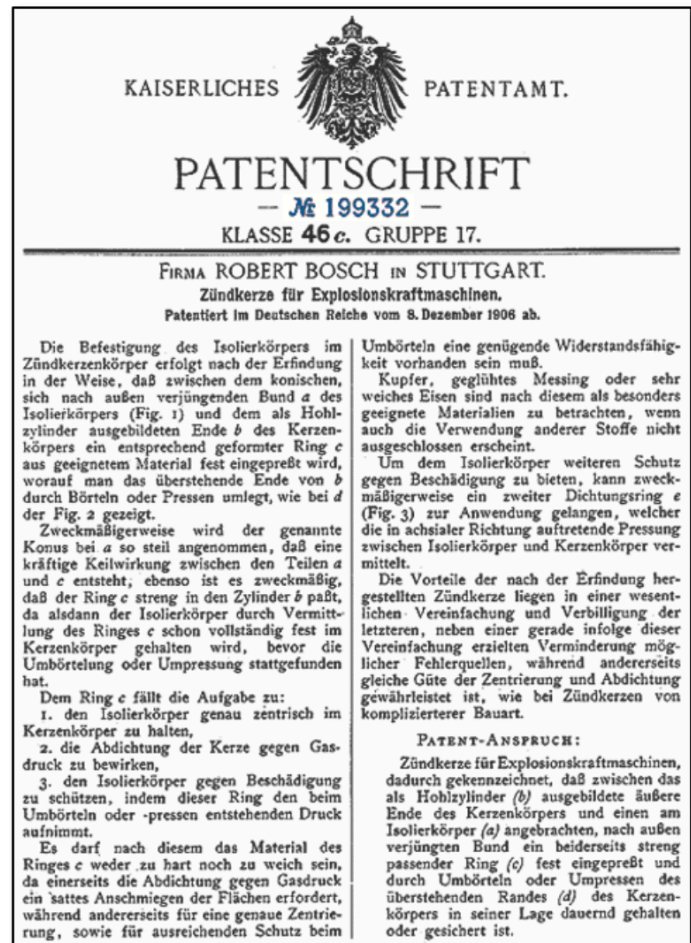 KAISERLICHES PATENTAMT.
PATENTSCHRIFT
— № 199332 —
KLASSE 46c. GRUPPE 17.
FIRMA ROBERT BOSCH IN STUTTGART.
Zündkerze für Explosionskraftmaschinen.
Patentiert im Deutschen Reiche vom 8. Dezember 1906 ab.
Die Befestigung des Isolierkörpers im
Zündkerzenkörper erfolgt nach der Erfindung
in der Weise, daß zwischen dem konischen,
sich nach außen verjüngenden Bund a des
Isolierkörpers (Fig. 1) und dem als Hohl-
zylinder ausgebildeten Ende b des Kerzen-
körpers ein entsprechend geformter Ring c
aus geeignetem Material fest eingepreßt wird,
worauf man das überstehende Ende von b
durch Börteln oder Pressen umlegt, wie bei d
der Fig. 2 gezeigt.
Zweckmäßigerweise wird der genannte
Konus bei a so steil angenommen, daß eine
kräftige Keilwirkung zwischen den Teilen a
und c entsteht, ebenso ist es zweckmäßig,
daß der Ring c streng in den Zylinder b paßt,
da alsdann der Isolierkörper durch Vermitt-
lung des Ringes c schon vollständig fest im
Kerzenkörper gehalten wird, bevor die
Umbörtelung oder Umpressung stattgefunden
hat.
Dem Ring c fällt die Aufgabe zu:
1. den Isolierkörper genau zentrisch im
Kerzenkörper zu halten,
2. die Abdichtung der Kerze gegen Gas-
druck zu bewirken,
3. den Isolierkörper gegen Beschädigung
zu schützen, indem dieser Ring den beim
Umbörteln oder -pressen entstehenden Druck
aufnimmt.
Es darf nach diesem das Material des
Ringes c weder zu hart noch zu weich sein,
da einerseits die Abdichtung gegen Gasdruck
ein sattes Anschmiegen der Flächen erfordert,
während andererseits für eine genaue Zentrie-
rung, sowie für ausreichenden Schutz beim
Umbörteln eine genügende Widerstandsfähig-
keit vorhanden sein muß.
Kupfer, geglühtes Messing oder sehr
weiches Eisen sind nach diesem als besonders
geeignete Materialien zu betrachten, wenn
auch die Verwendung anderer Stoffe nicht
ausgeschlossen erscheint.
Um dem Isolierkörper weiteren Schutz
gegen Beschädigung zu bieten, kann zweck-
mäßigerweise ein zweiter Dichtungsring e
(Fig. 3) zur Anwendung gelangen, welcher
die in achsialer Richtung auftretende Pressung
zwischen Isolierkörper und Kerzenkörper ver-
mittelt.
Die Vorteile der nach der Erfindung her-
gestellten Zündkerze liegen in einer wesent-
lichen Vereinfachung und Verbilligung der
letzteren, neben einer gerade infolge dieser
Vereinfachung erzielten Verminderung mög-
licher Fehlerquellen, während andererseits
gleiche Güte der Zentrierung und Abdichtung
gewährleistet ist, wie bei Zündkerzen von
komplizierterer Bauart.
PATENT-ANSPRUCH:
Zündkerze für Explosionskraftmaschinen,
dadurch gekennzeichnet, daß zwischen das
als Hohlzylinder (b) ausgebildete äußere
Ende des Kerzenkörpers und einen am
Isolierkörper (a) angebrachten, nach außen
verjüngten Bund ein beiderseits streng
passender Ring (c) fest eingepreßt und
durch Umbörteln oder Umpressen des
überstehenden Randes (d) des Kerzen-
körpers in seiner Lage dauernd gehalten
oder gesichert ist.